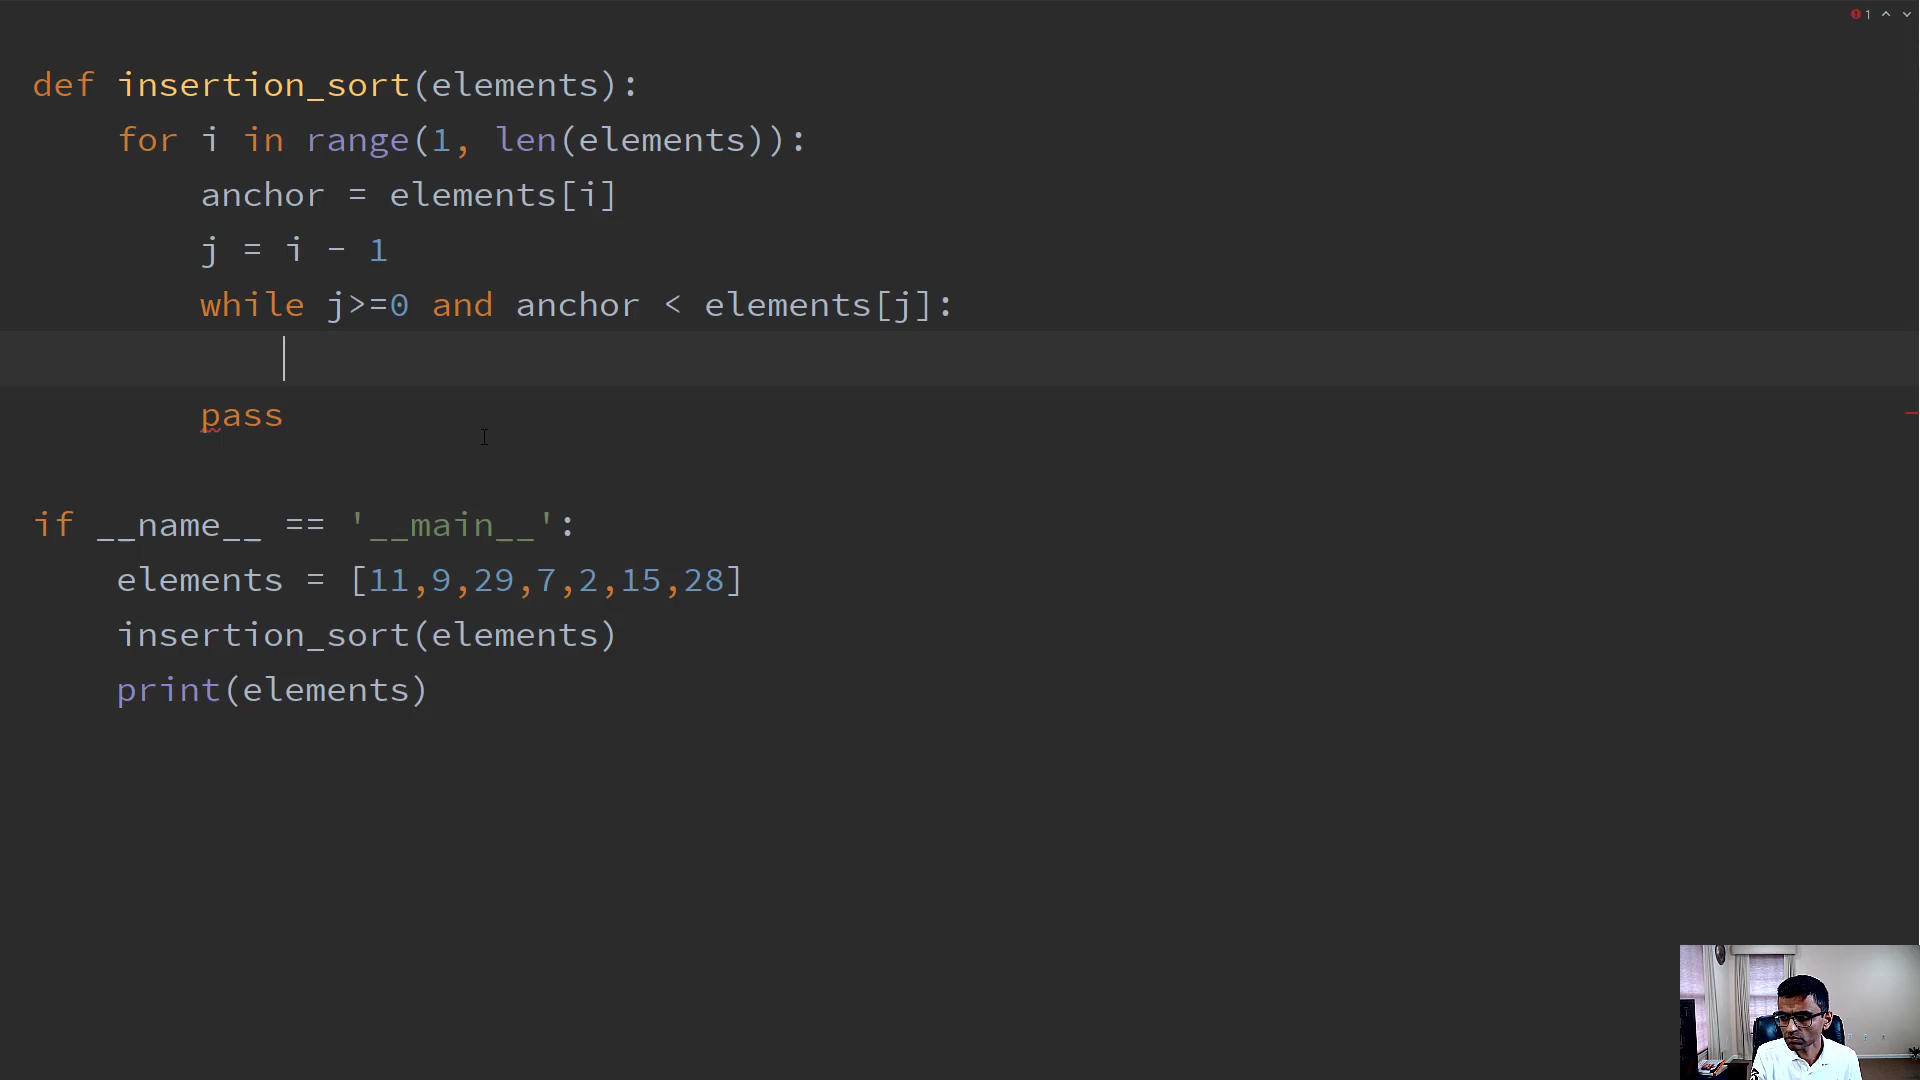 1
def insertion_sort(elements):
    for i in range(1, len(elements)):
        anchor = elements[i]
        j = i - 1
        while j>=0 and anchor < elements[j]:
        pass
if __name__ == '__main__':
    elements = [11,9,29,7,2,15,28]
    insertion_sort(elements)
    print(elements)